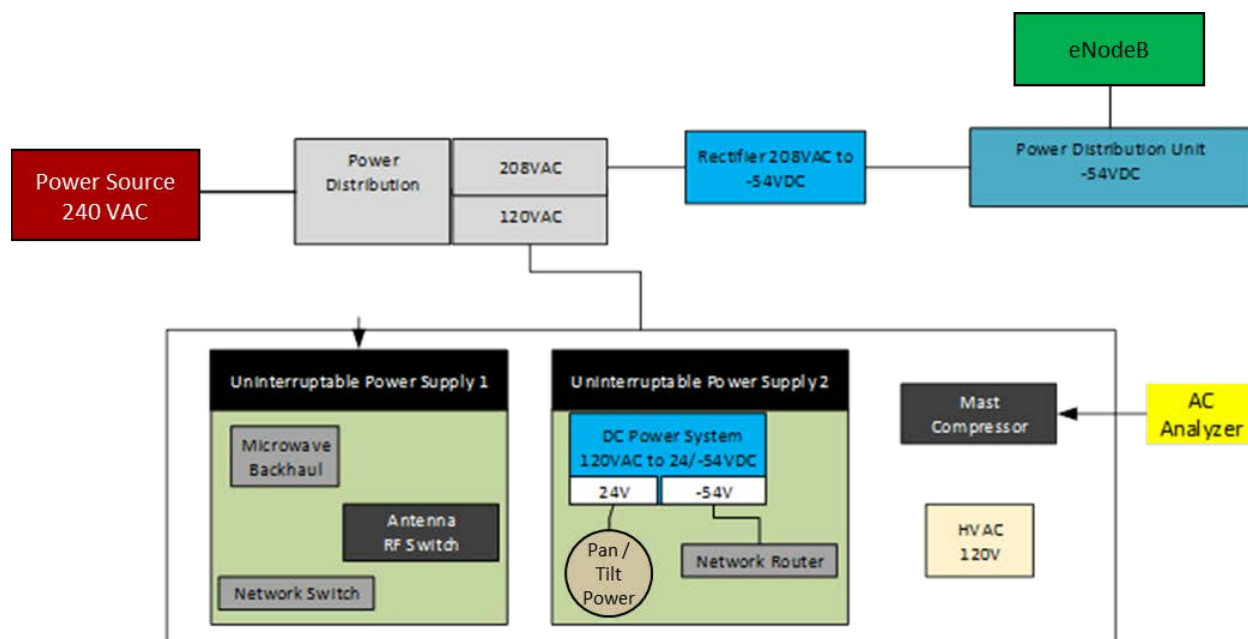 eNodeB
Power Source
240 VAC
Power
Distribution
208VAC
120VAC
Rectifier 208VAC to
-54VDC
Power Distribution Unit
-54VDC
Uninterruptable Power Supply 1
Microwave
Backhaul
Antenna
RF Switch
Network Switch
Uninterruptable Power Supply 2
DC Power System
120VAC to 24/-54VDC
24V
-54V
Pan /
Tilt
Power
Network Router
Mast
Compressor
AC
Analyzer
HVAC
120V